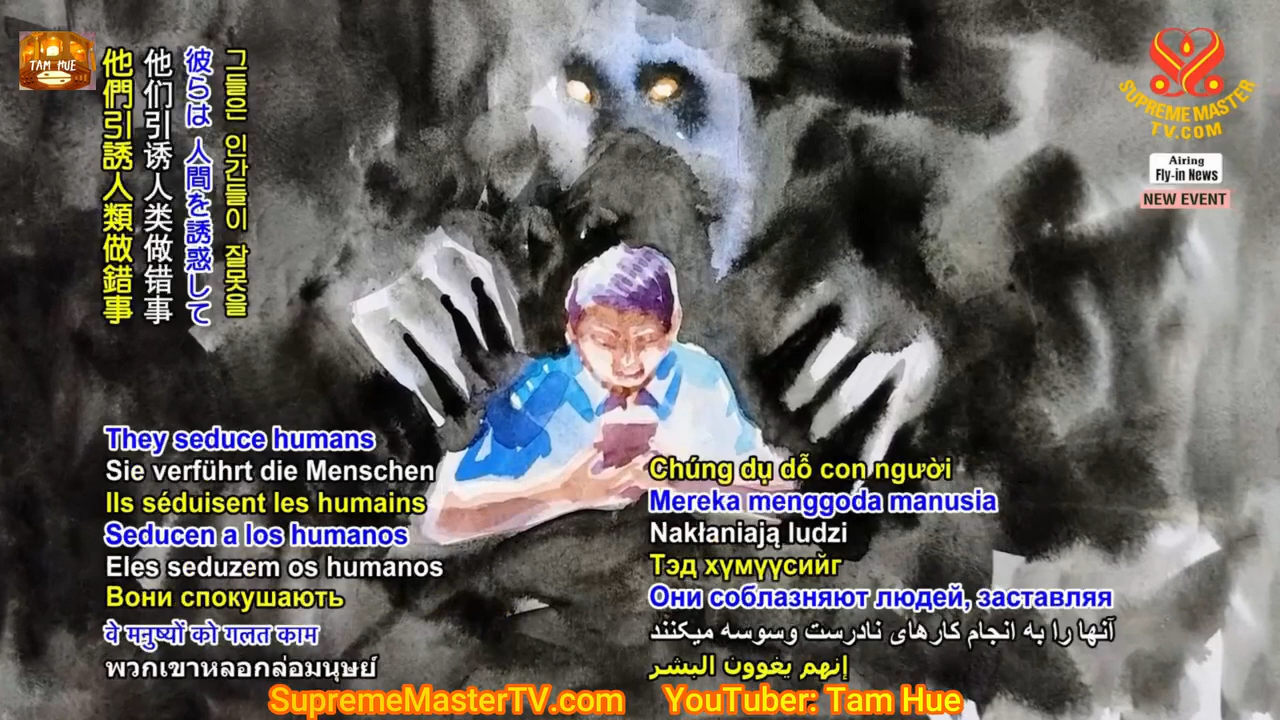 TAM HUE
他們引誘人類做錯事
他们引诱人类做错事
彼らは 人間を誘惑して
그들은 인간들이 잘못을
SUPREME MASTER
TV.COM
Airing
Fly-in News
NEW EVENT
They seduce humans
Sie verführt die Menschen
Ils séduisent les humains
Seducen a los humanos
Eles seduzem os humanos
Вони спокушають
वे मनुष्यों को गलत काम
พวกเขาหลอกล่อมนุษย์
Chúng dụ dỗ con người
Mereka menggoda manusia
Nakłaniają ludzi
Тэд хүмүүсийг
Они соблазняют людей, заставляя
آنها را به انجام کارهای نادرست وسوسه میکنند
إنهم يغوون البشر
SupremeMasterTV.com YouTuber: Tam Hue